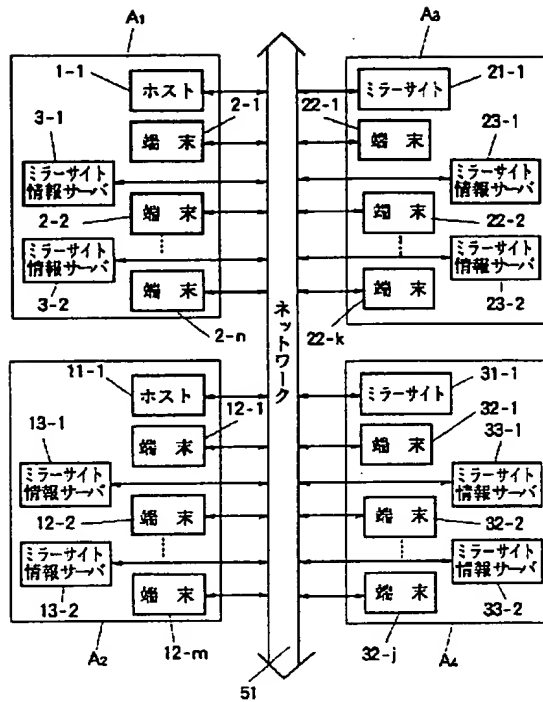 A1
1-1
ホスト
2-1
端末
3-1
ミラーサイト
情報サーバ
2-2
端末
3-2
ミラーサイト
情報サーバ
端末
2-n
A3
21-1
ミラーサイト
22-1
端末
23-1
ミラーサイト
情報サーバ
端末
22-2
ミラーサイト
情報サーバ
23-2
端末
22-k
ネットワーク
11-1
ホスト
12-1
端末
13-1
ミラーサイト
情報サーバ
12-2
端末
ミラーサイト
情報サーバ
13-2
端末
12-m
A2
31-1
ミラーサイト
32-1
端末
33-1
ミラーサイト
情報サーバ
端末
32-2
ミラーサイト
情報サーバ
33-2
端末
32-j
A4
51